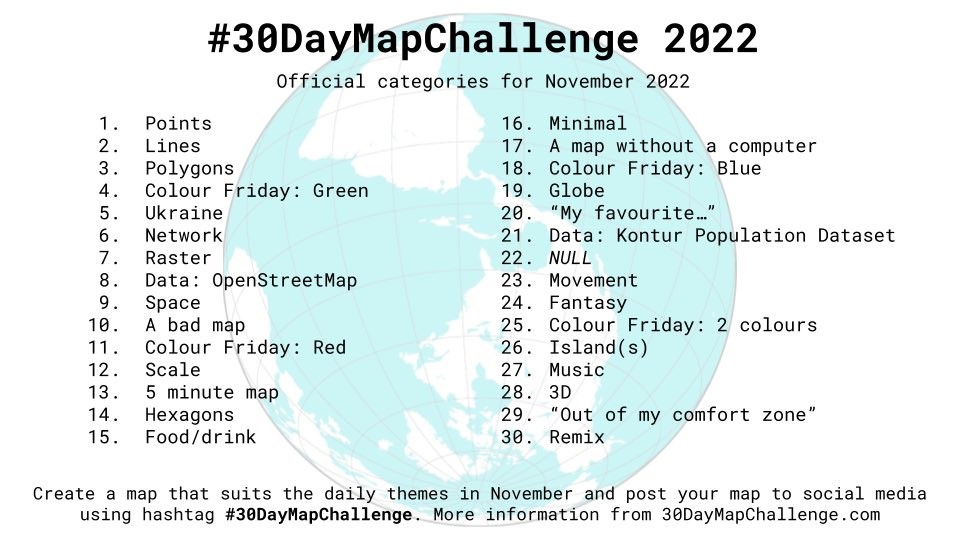 #30DayMapChallenge 2022
Official categories for November 2022
1. Points
2. Lines
3. Polygons
4. Colour Friday: Green
5. Ukraine
6. Network
7. Raster
8. Data: OpenStreetMap
9. Space
10. A bad map
11. Colour Friday: Red
12. Scale
13. 5 minute map
14. Hexagons
15. Food/drink
16. Minimal
17. A map without a computer
18. Colour Friday: Blue
19. Globe
20. “My favourite…”
21. Data: Kontur Population Dataset
22. NULL
23. Movement
24. Fantasy
25. Colour Friday: 2 colours
26. Island(s)
27. Music
28. 3D
29. “Out of my comfort zone”
30. Remix
Create a map that suits the daily themes in November and post your map to social media
using hashtag #30DayMapChallenge. More information from 30DayMapChallenge.com